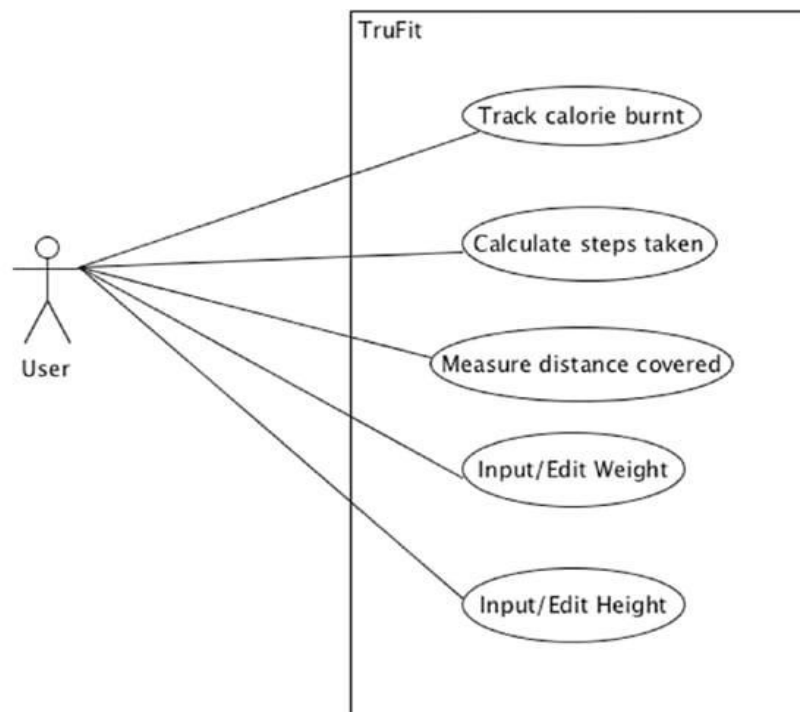 TruFit
Track calorie burnt
Calculate steps taken
Measure distance covered
User
Input/Edit Weight
Input/Edit Height